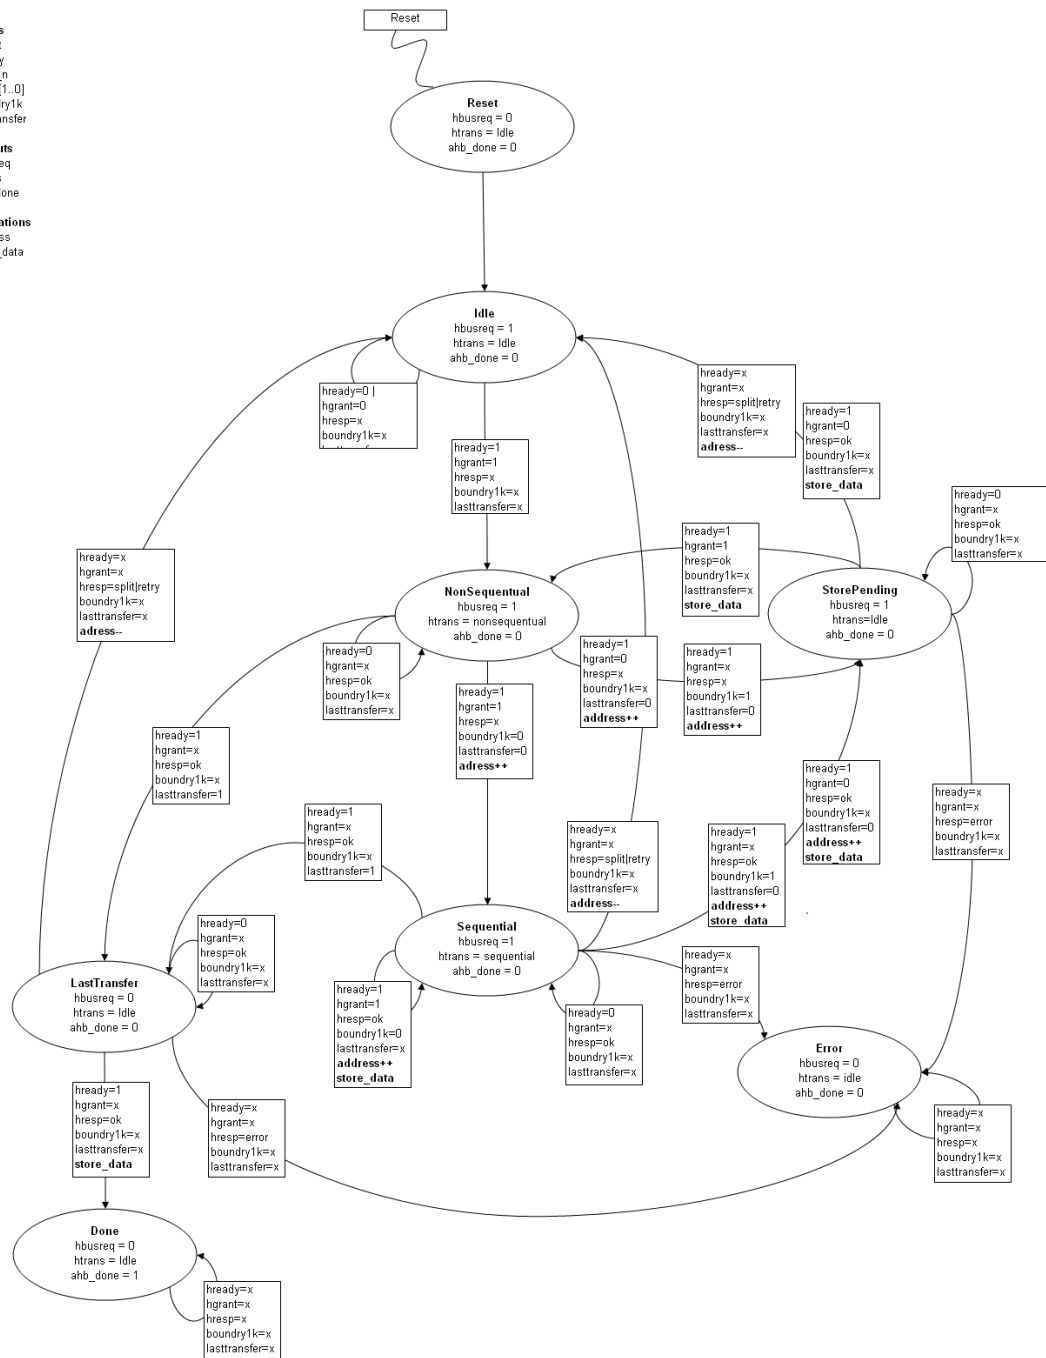 Reset
s
t
y
_n
[1..0]
dry1k
ansfer
uts
eq
s
done
ations
ss
_data
Reset
hbusreq = 0
htrans = Idle
ahb_done = 0
Idle
hbusreq = 1
htrans = Idle
ahb_done = 0
hready=0 |
hgrant=0
hresp=x
boundry1k=x
hready=1
hgrant=1
hresp=x
boundry1k=x
lasttransfer=x
hready=x
hgrant=x
hresp=split|retry
boundry1k=x
lasttransfer=x
adress--
hready=1
hgrant=0
hresp=ok
boundry1k=x
lasttransfer=x
store_data
hready=0
hgrant=x
hresp=ok
boundry1k=x
lasttransfer=x
hready=1
hgrant=1
hresp=ok
boundry1k=x
lasttransfer=x
store_data
hready=x
hgrant=x
hresp=split|retry
boundry1k=x
lasttransfer=x
adress--
NonSequentual
hbusreq = 1
htrans = nonsequentual
ahb_done = 0
StorePending
hbusreq = 1
htrans=Idle
ahb_done = 0
hready=0
hgrant=x
hresp=ok
boundry1k=x
lasttransfer=x
hready=1
hgrant=0
hresp=x
boundry1k=x
lasttransfer=0
address++
hready=1
hgrant=x
hresp=x
boundry1k=1
lasttransfer=0
address++
hready=1
hgrant=1
hresp=x
boundry1k=0
lasttransfer=0
adress++
hready=1
hgrant=x
hresp=ok
boundry1k=x
lasttransfer=1
hready=1
hgrant=0
hresp=ok
boundry1k=x
lasttransfer=0
address++
store_data
hready=x
hgrant=x
hresp=error
boundry1k=x
lasttransfer=x
hready=1
hgrant=x
hresp=ok
boundry1k=x
lasttransfer=1
hready=x
hgrant=x
hresp=split|retry
boundry1k=x
lasttransfer=x
address--
hready=1
hgrant=x
hresp=ok
boundry1k=1
lasttransfer=0
address++
store_data
hready=0
hgrant=x
hresp=ok
boundry1k=x
lasttransfer=x
Sequential
hbusreq =1
htrans = sequential
ahb_done = 0
LastTransfer
hbusreq = 0
htrans = Idle
ahb_done = 0
hready=1
hgrant=1
hresp=ok
boundry1k=0
lasttransfer=x
address++
store_data
hready=0
hgrant=x
hresp=ok
boundry1k=x
lasttransfer=x
hready=x
hgrant=x
hresp=error
boundry1k=x
lasttransfer=x
Error
hbusreq = 0
htrans = idle
ahb_done = 0
hready=1
hgrant=x
hresp=ok
boundry1k=x
lasttransfer=x
store_data
hready=x
hgrant=x
hresp=error
boundry1k=x
lasttransfer=x
hready=x
hgrant=x
hresp=x
boundry1k=x
lasttransfer=x
Done
hbusreq = 0
htrans = Idle
ahb_done = 1
hready=x
hgrant=x
hresp=x
boundry1k=x
lasttransfer=x